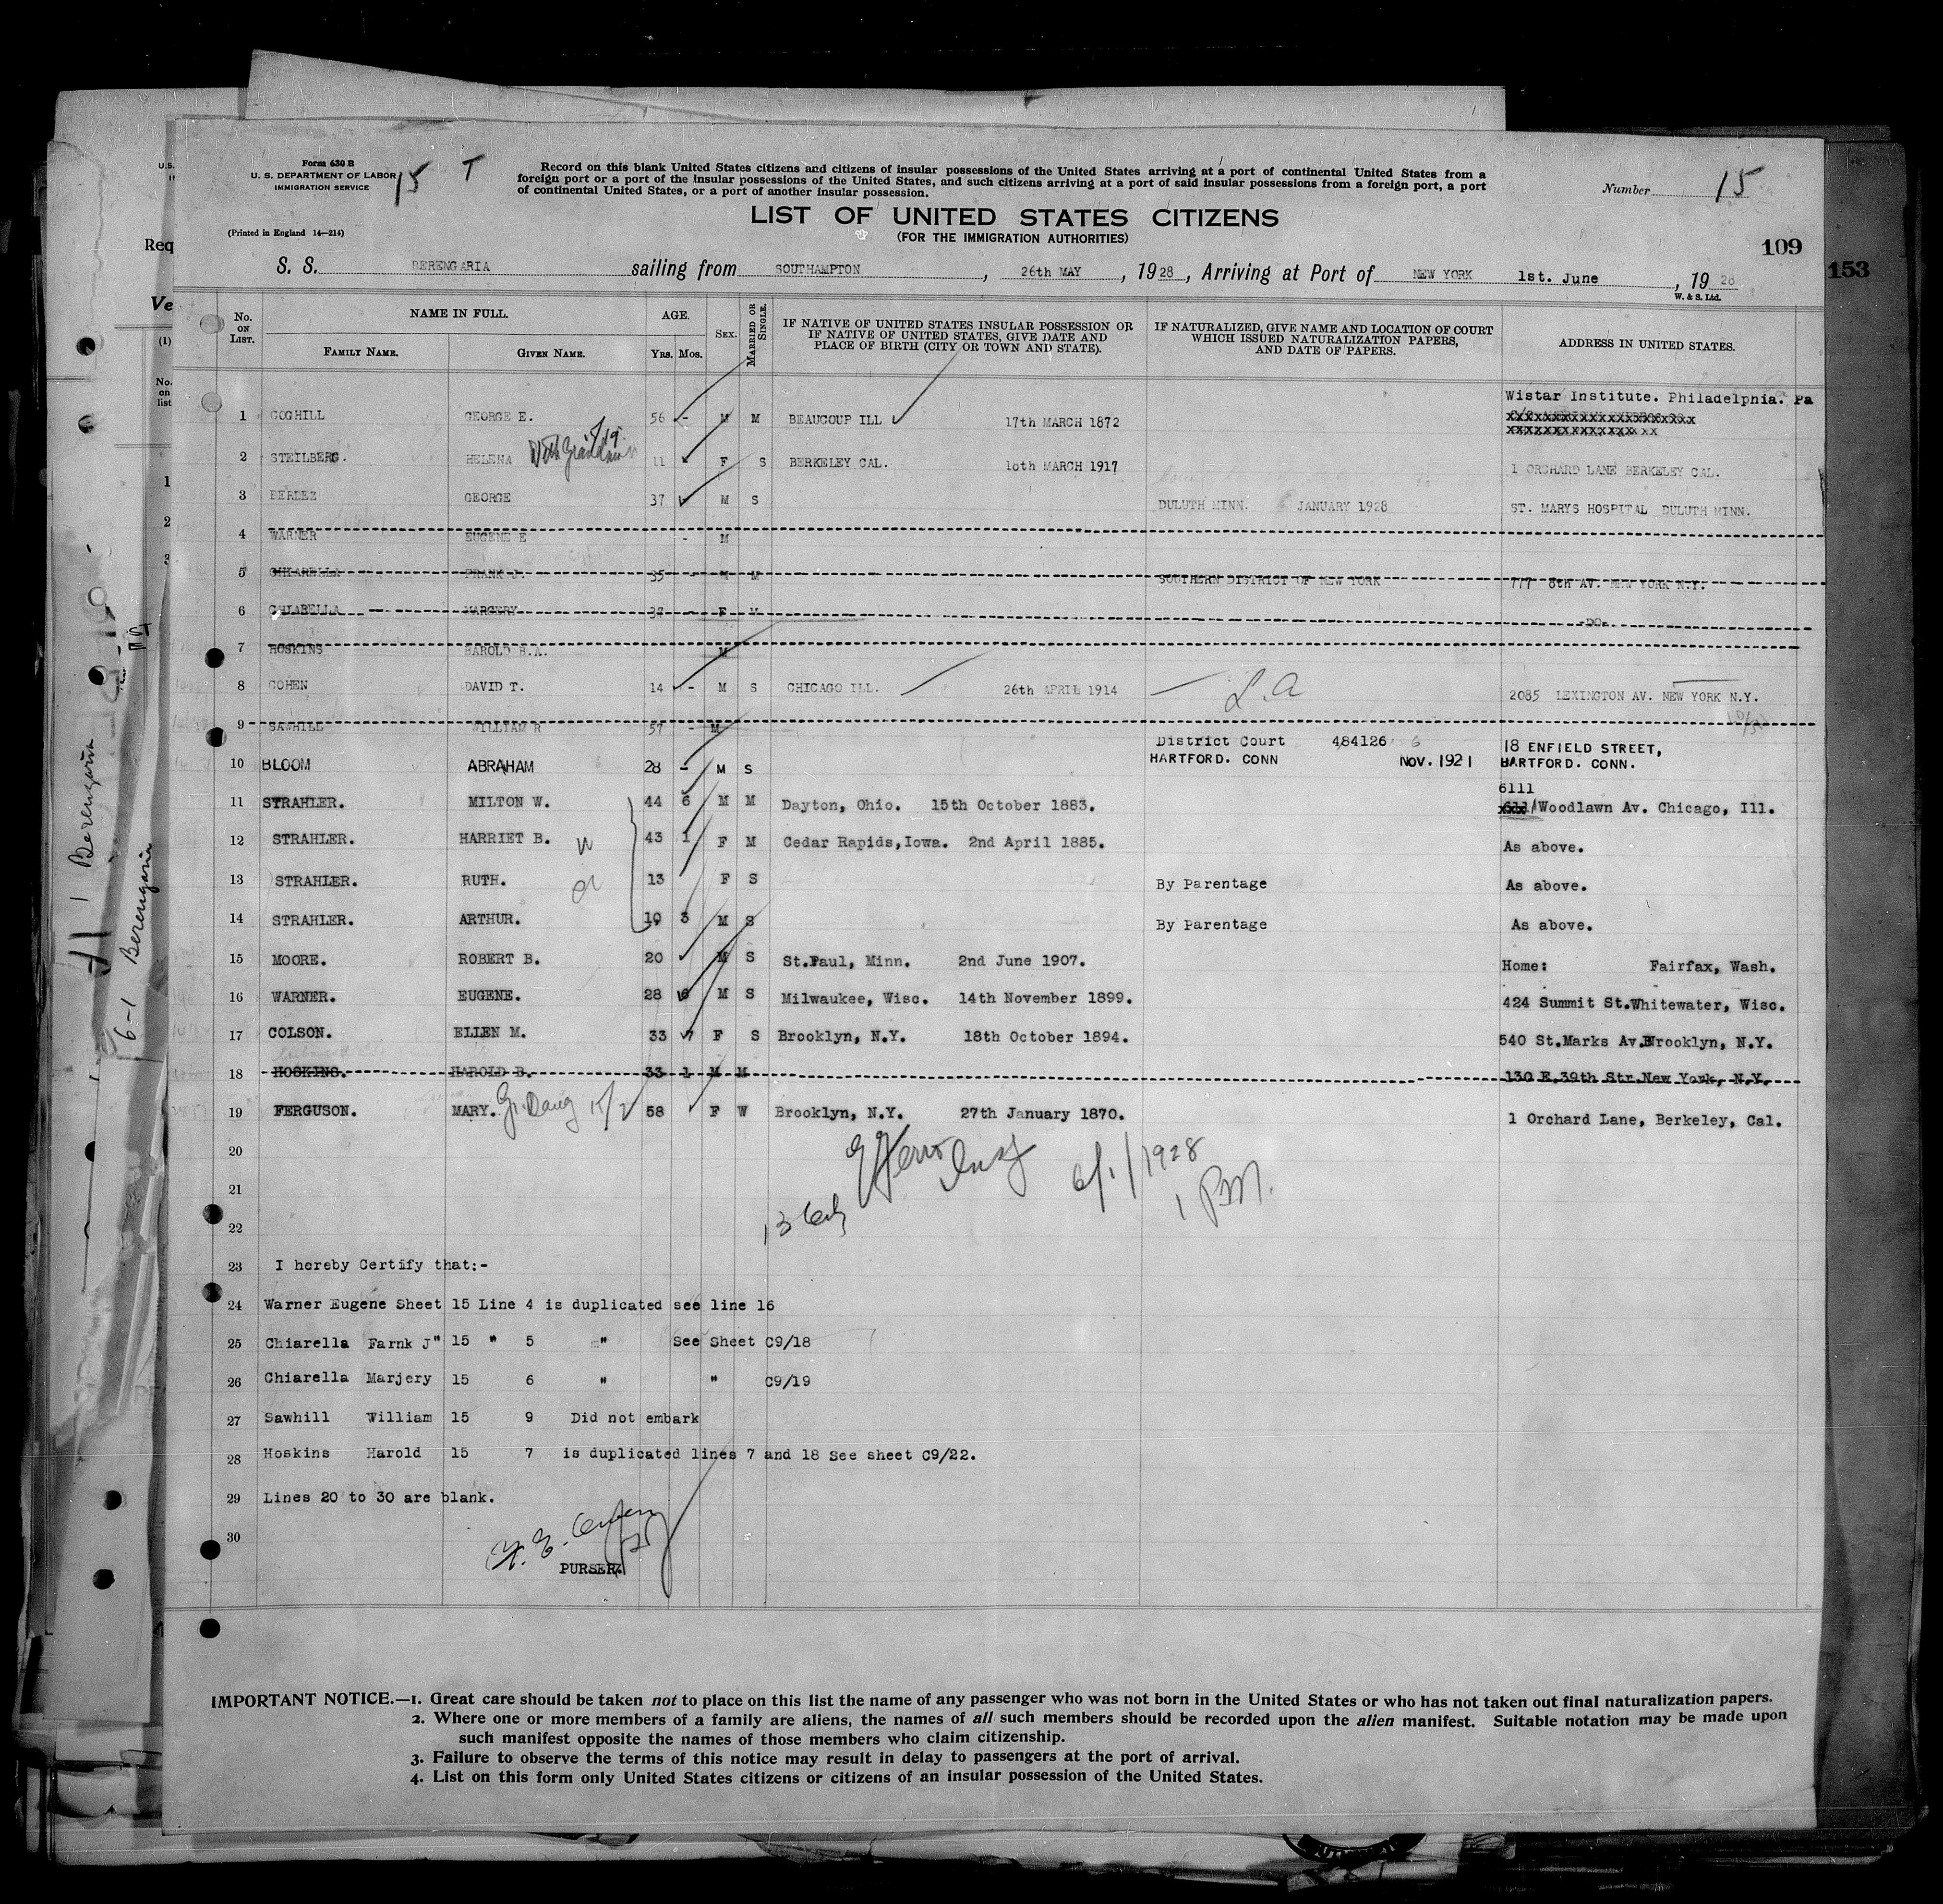 Form 630 B
U. S. DEPARTMENT OF LABOR
IMMIGRATION SERVICE
15 T
(Printed in England 14—214)
Record on this blank United States citizens and citizens of insular possessions of the United States arriving at a port of continental United States from a
foreign port or a port of the insular possessions of the United States, and such citizens arriving at a port of said insular possessions from a foreign port, a port
of continental United States, or a port of another insular possession.
Number 15
LIST OF UNITED STATES CITIZENS
(FOR THE IMMIGRATION AUTHORITIES)
109
153
S. S. BERENGARIA sailing from SOUTHAMPTON, 26th MAY, 1928, Arriving at Port of NEW YORK 1st. June, 1928
W. & S. Ltd.
No. on List. NAME IN FULL. AGE. Sex. Married or Single. IF NATIVE OF UNITED STATES INSULAR POSSESSION OR IF NATIVE OF UNITED STATES, GIVE DATE AND PLACE OF BIRTH (CITY OR TOWN AND STATE). IF NATURALIZED, GIVE NAME AND LOCATION OF COURT WHICH ISSUED NATURALIZATION PAPERS, AND DATE OF PAPERS. ADDRESS IN UNITED STATES.
Family Name. Given Name. Yrs. Mos.
Wistar Institute. Philadelphia. Pa
1 COGHILL GEORGE E. 56 - M M BEAUCOUP ILL 17th MARCH 1872
2 STEILBERG. HELENA 11 F S BERKELEY CAL. 18th MARCH 1917 1 ORCHARD LANE BERKELEY CAL.
3 BERDEZ GEORGE 37 M S DULUTH MINN. 6 JANUARY 1928 ST. MARYS HOSPITAL DULUTH MINN.
4 WARNER EUGENE E - M
5 CHIARELLA FRANK J. 35 - M M SOUTHERN DISTRICT OF NEW YORK 777 8th AV. NEW YORK N.Y.
6 CHIARELLA MARGERY 37 - F M -DO-
7 HOSKINS HAROLD H.A. M
8 COHEN DAVID T. 14 - M S CHICAGO ILL. 26th APRIL 1914 L.A 2085 LEXINGTON AV. NEW YORK N.Y.
9 SAWHILL WILLIAM R 57 - M
District Court 484126 18 ENFIELD STREET,
10 BLOOM ABRAHAM 28 - M S HARTFORD. CONN NOV. 1921 HARTFORD. CONN.
6111
11 STRAHLER. MILTON W. 44 6 M M Dayton, Ohio. 15th October 1883. Woodlawn Av. Chicago, Ill.
12 STRAHLER. HARRIET B. W 43 1 F M Cedar Rapids,Iowa. 2nd April 1885. As above.
13 STRAHLER. RUTH. 13 F S By Parentage As above.
14 STRAHLER. ARTHUR. 10 3 M S By Parentage As above.
15 MOORE. ROBERT B. 20 M S St.Paul, Minn. 2nd June 1907. Home: Fairfax, Wash.
16 WARNER. EUGENE. 28 6 M S Milwaukee, Wisc. 14th November 1899. 424 Summit St.Whitewater, Wisc.
17 COLSON. ELLEN M. 33 7 F S Brooklyn, N.Y. 18th October 1894. 540 St.Marks Av.Brooklyn, N.Y.
18 HOSKINS. HAROLD B. 33 1 M M 130 E.39th Str.New York, N.Y.
19 FERGUSON. MARY. Gr. Daug 15/2 58 F W Brooklyn, N.Y. 27th January 1870. 1 Orchard Lane, Berkeley, Cal.
20
6/1/1928
21
1 PM.
22
23 I hereby Certify that:-
24 Warner Eugene Sheet 15 Line 4 is duplicated see line 16
25 Chiarella Farnk J" 15 " 5 " See Sheet C9/18
26 Chiarella Marjery 15 6 " " C9/19
27 Sawhill William 15 9 Did not embark
28 Hoskins Harold 15 7 is duplicated lines 7 and 18 See sheet C9/22.
29 Lines 20 to 30 are blank.
30
PURSER.
IMPORTANT NOTICE.—1. Great care should be taken not to place on this list the name of any passenger who was not born in the United States or who has not taken out final naturalization papers.
2. Where one or more members of a family are aliens, the names of all such members should be recorded upon the alien manifest. Suitable notation may be made upon
such manifest opposite the names of those members who claim citizenship.
3. Failure to observe the terms of this notice may result in delay to passengers at the port of arrival.
4. List on this form only United States citizens or citizens of an insular possession of the United States.
Berengaria
6-1 Berengaria